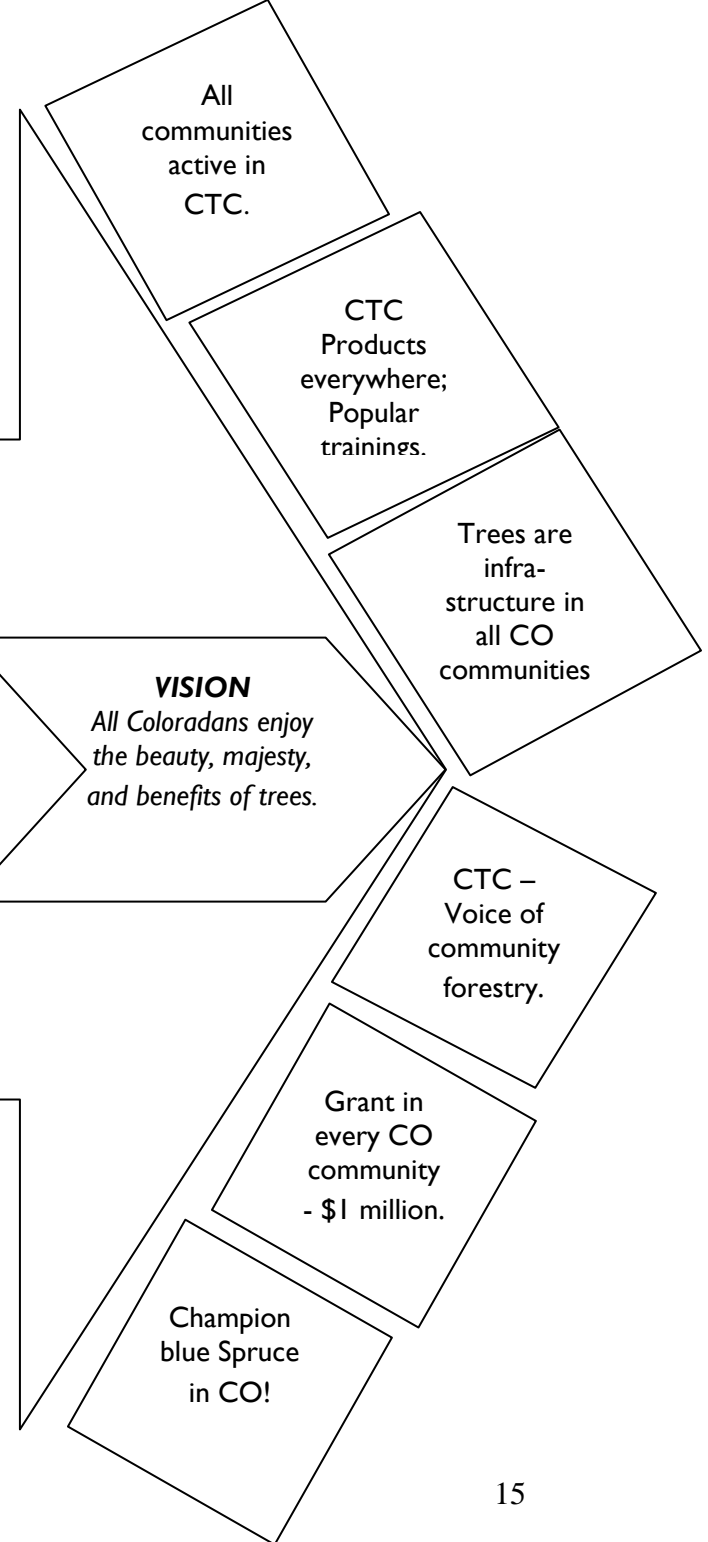 All
communities
active in
CTC.
CTC
Products
everywhere;
Popular
trainings.
Trees are
infra-
structure in
all CO
communities
VISION
All Coloradans enjoy
the beauty, majesty,
and benefits of trees.
CTC –
Voice of
community
forestry.
Grant in
every CO
community
- $1 million.
Champion
blue Spruce
in CO!
15